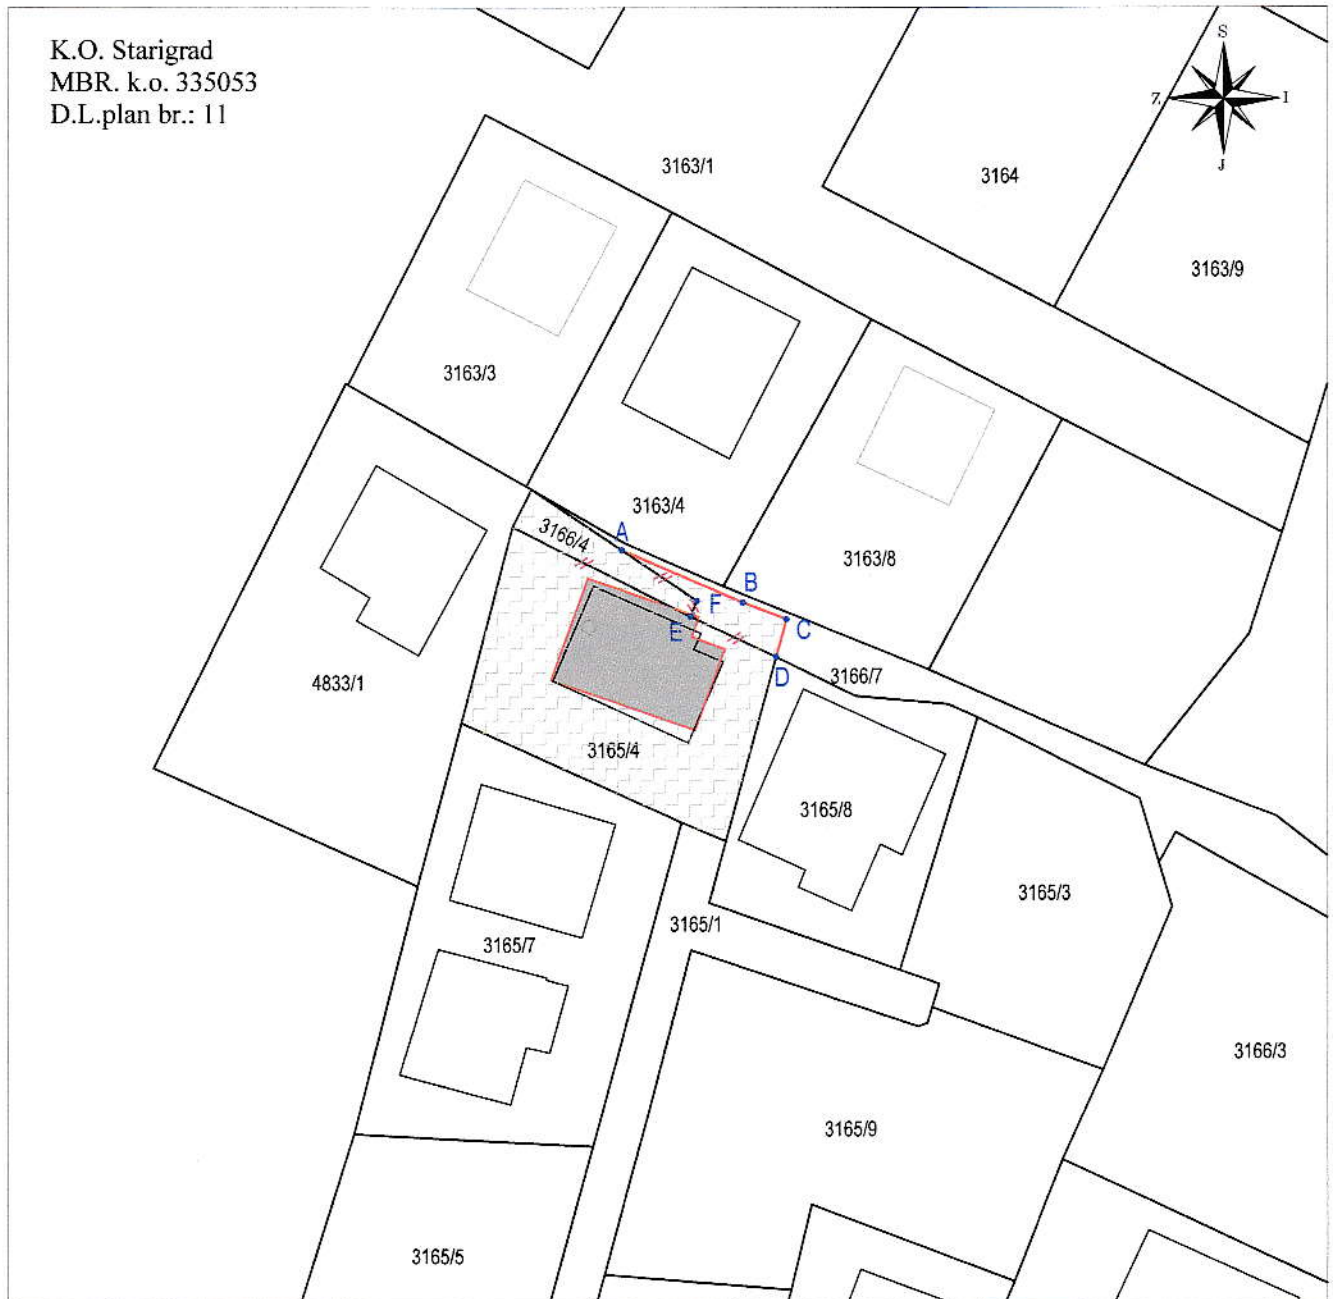 K.O. Starigrad
MBR. k.o. 335053
D.L.plan br.: 11
S
Z
I
J
3163/1
3164
3163/9
3163/3
3163/4
A
3166/4
3163/8
B
F
C
E
D
3166/7
4833/1
3165/4
3165/8
3165/3
3165/1
3165/7
3166/3
3165/9
3165/5